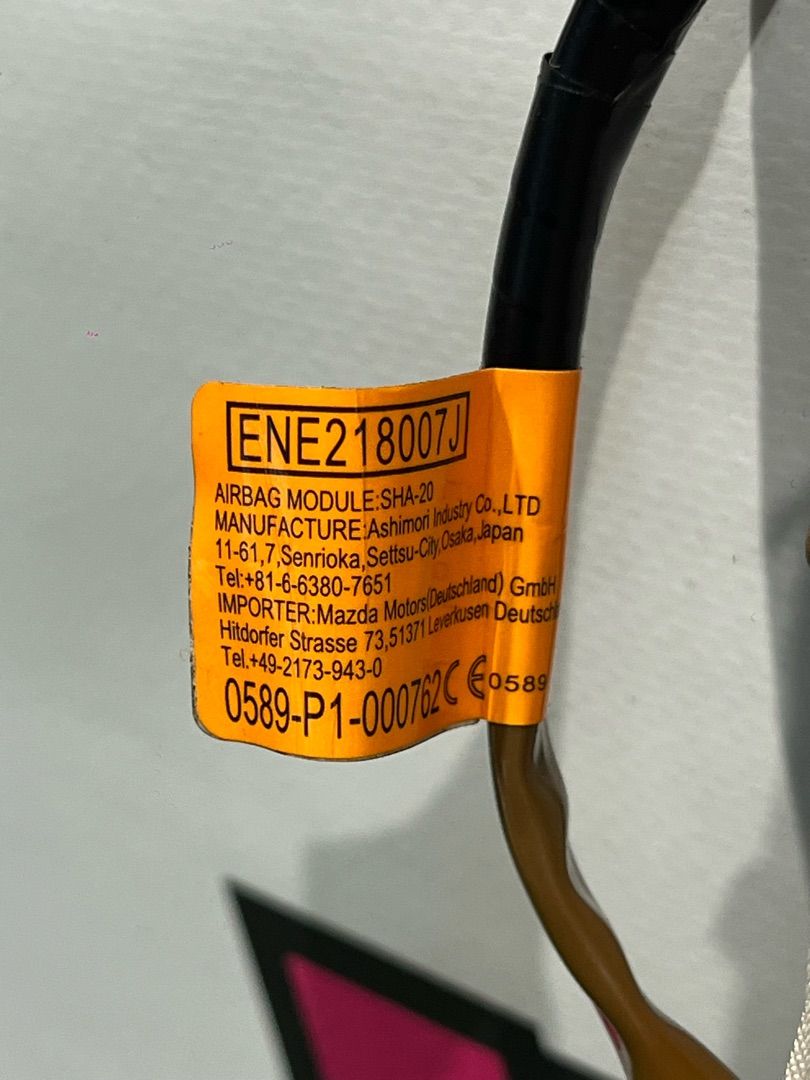 ENE218007J
AIRBAG MODULE:SHA-20
MANUFACTURE:Ashimori Industry Co.,LTD
11-61,7,Senrioka,Settsu-City,Osaka,Japan
Tel:+81-6-6380-7651
IMPORTER:Mazda Motors(Deutschland) GmbH
Hitdorfer Strasse 73,51371 Leverkusen Deutschl
Tel.+49-2173-943-0
0589-P1-000762 CE 0589